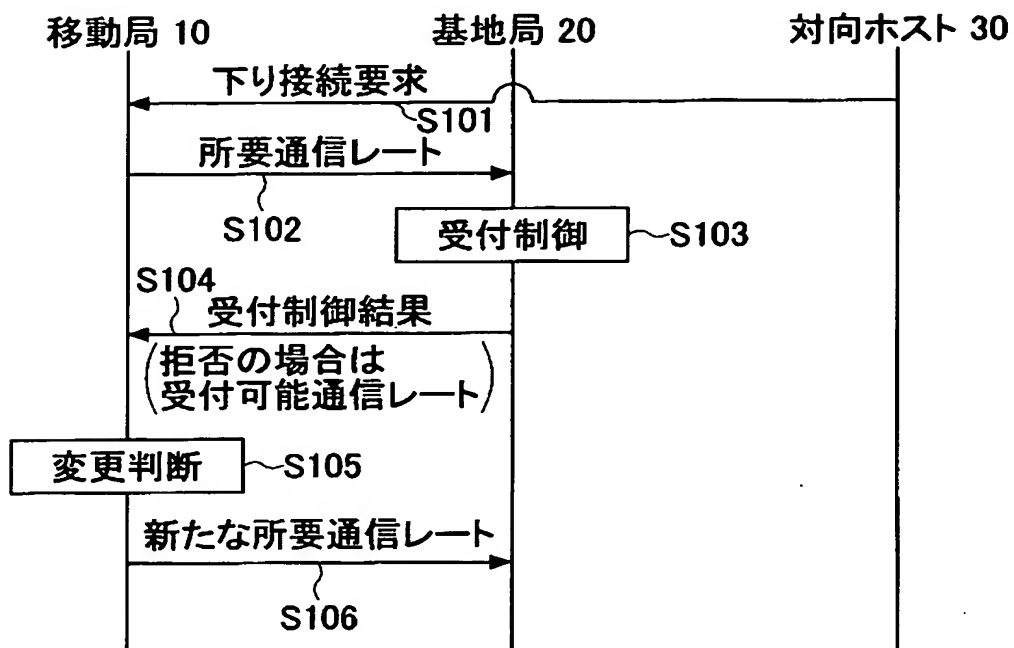 移動局 10
基地局 20
対向ホスト 30
下り接続要求
S101
所要通信レート
S102
受付制御
S103
S104
受付制御結果
(拒否の場合は
受付可能通信レート)
変更判断
S105
新たな所要通信レート
S106